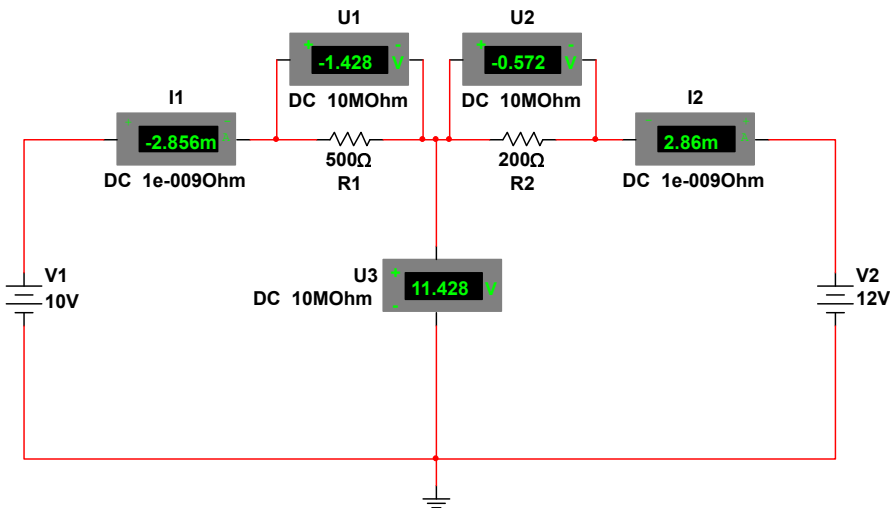 U1
U2
+ -
-1.428 V
+ -
-0.572 V
DC 10MOhm
DC 10MOhm
I1
I2
+ -
-2.856m
2.86m
DC 1e-009Ohm
500Ω
R1
200Ω
R2
DC 1e-009Ohm
V1
10V
U3
DC 10MOhm
+
-
11.428 V
V2
12V